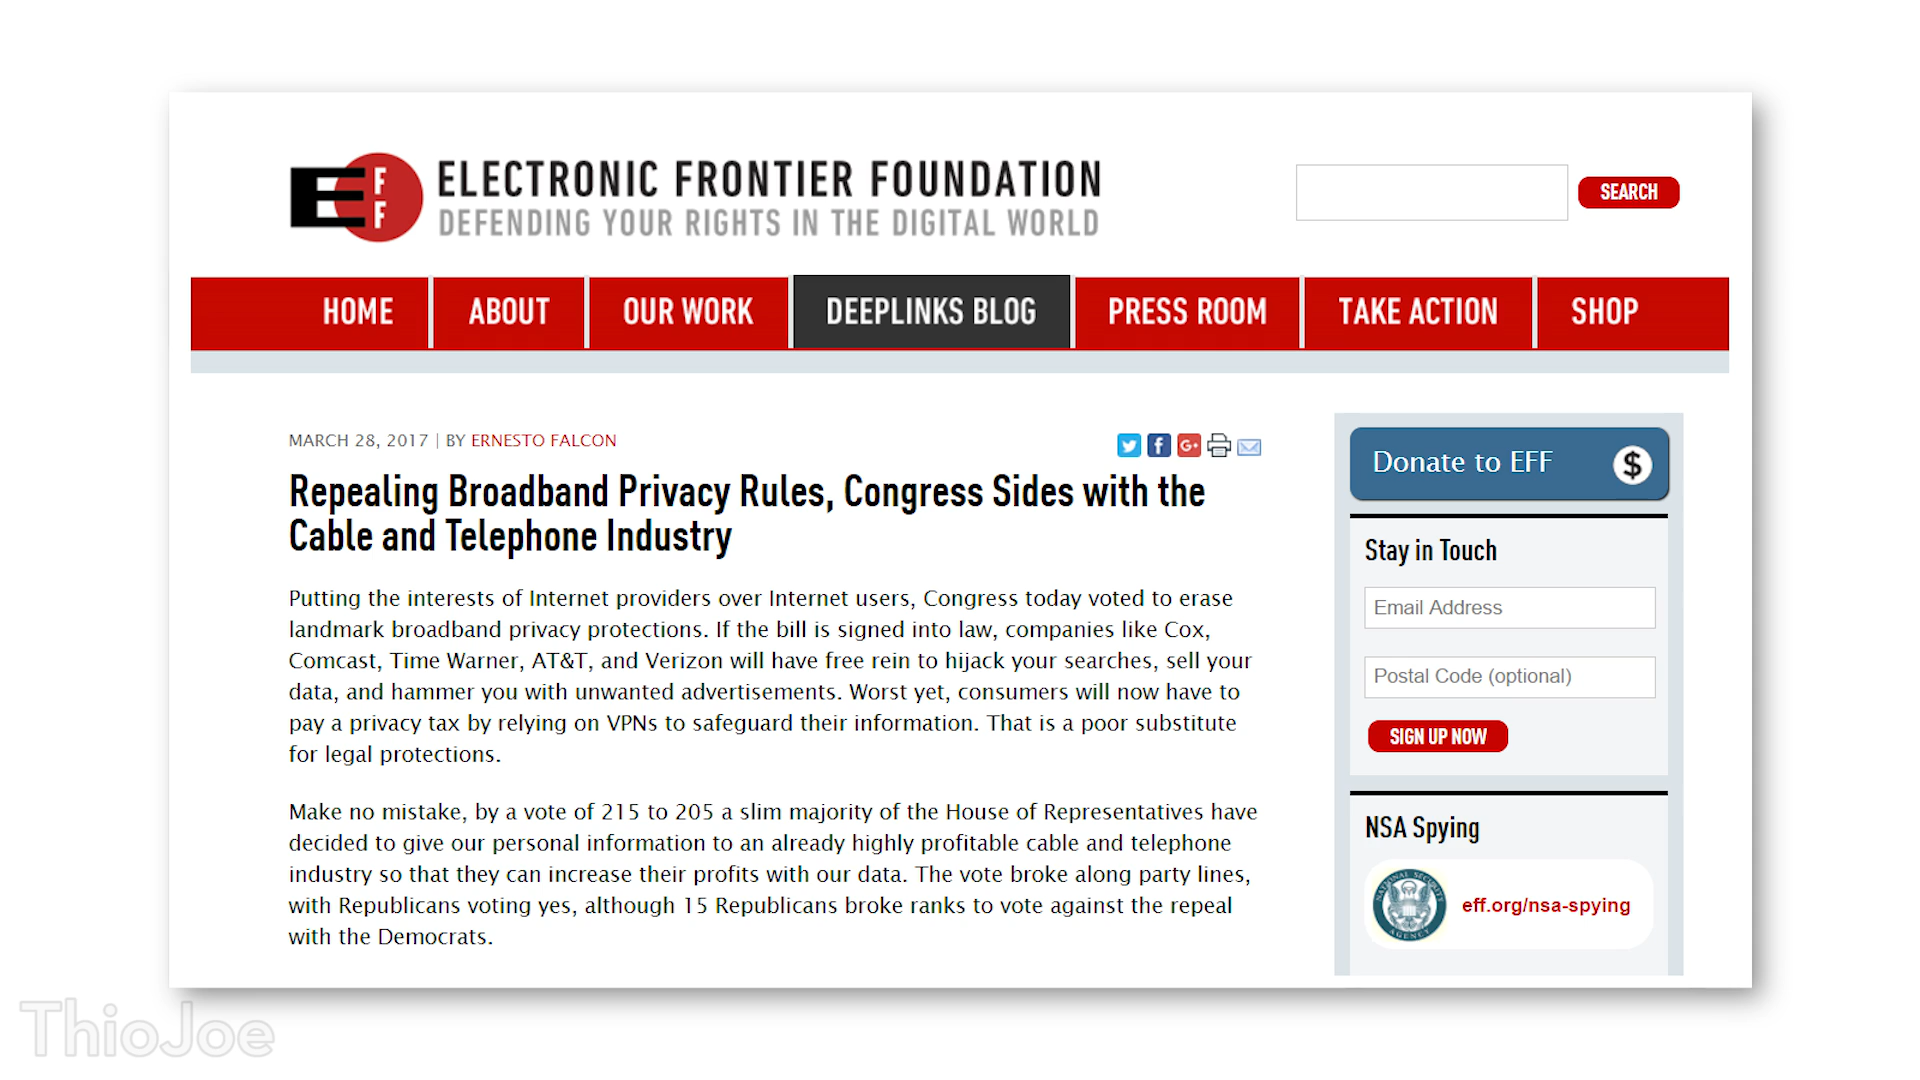 EFF
ELECTRONIC FRONTIER FOUNDATION
DEFENDING YOUR RIGHTS IN THE DIGITAL WORLD
SEARCH
HOME
ABOUT
OUR WORK
DEEPLINKS BLOG
PRESS ROOM
TAKE ACTION
SHOP
MARCH 28, 2017 | BY ERNESTO FALCON
Repealing Broadband Privacy Rules, Congress Sides with the
Cable and Telephone Industry
Putting the interests of Internet providers over Internet users, Congress today voted to erase
landmark broadband privacy protections. If the bill is signed into law, companies like Cox,
Comcast, Time Warner, AT&T, and Verizon will have free rein to hijack your searches, sell your
data, and hammer you with unwanted advertisements. Worst yet, consumers will now have to
pay a privacy tax by relying on VPNs to safeguard their information. That is a poor substitute
for legal protections.
Make no mistake, by a vote of 215 to 205 a slim majority of the House of Representatives have
decided to give our personal information to an already highly profitable cable and telephone
industry so that they can increase their profits with our data. The vote broke along party lines,
with Republicans voting yes, although 15 Republicans broke ranks to vote against the repeal
with the Democrats.
Donate to EFF $
Stay in Touch
Email Address
Postal Code (optional)
SIGN UP NOW
NSA Spying
NATIONAL SECURITY AGENCY
eff.org/nsa-spying
ThioJoe